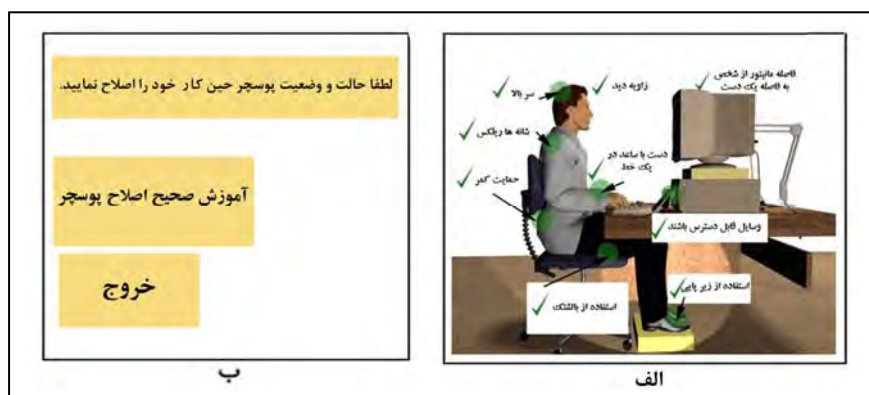 فاصله مانیتور از شخص
به فاصله یک دست
زاویه دید
سر بالا
شانه ها ریلکس
دست با ساعد در
یک خط
حمایت کمر
وسایل قابل دسترس باشند
استفاده از زیر پایی
استفاده از بالشتک
الف
لطفا حالت و وضعیت پوسچر حین کار خود را اصلاح نمایید.
آموزش صحیح اصلاح پوسچر
خروج
ب